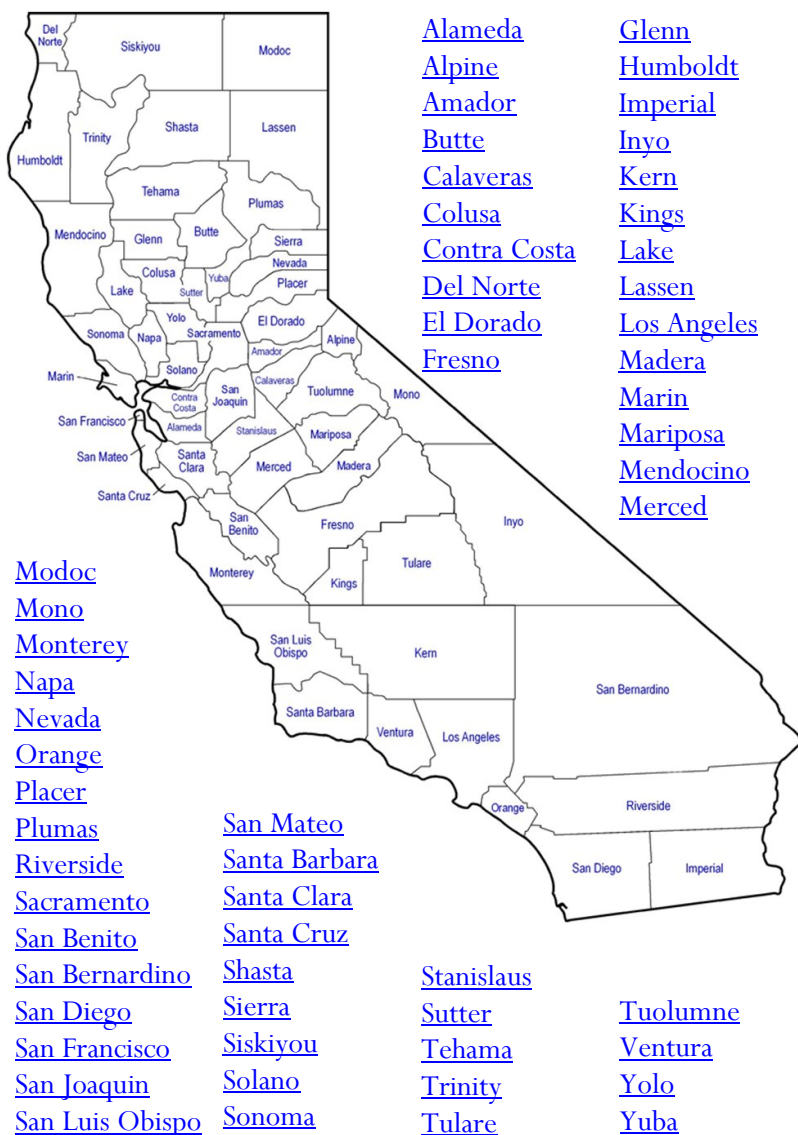 Del
Norte
Siskiyou
Modoc
Humboldt
Trinity
Shasta
Lassen
Tehama
Plumas
Mendocino
Glenn
Butte
Sierra
Nevada
Colusa
Yuba
Placer
Lake
Sutter
Yolo
Sonoma
Napa
Sacramento
El Dorado
Alpine
Amador
Solano
Marin
Calaveras
Contra
Costa
San
Joaquin
Tuolumne
Mono
San Francisco
Alameda
Stanislaus
Mariposa
San Mateo
Santa
Clara
Merced
Madera
Santa Cruz
San
Benito
Fresno
Inyo
Monterey
Kings
Tulare
San Luis
Obispo
Kern
San Bernardino
Santa Barbara
Ventura
Los Angeles
Orange
Riverside
San Diego
Imperial
Alameda
Alpine
Amador
Butte
Calaveras
Colusa
Contra Costa
Del Norte
El Dorado
Fresno
Glenn
Humboldt
Imperial
Inyo
Kern
Kings
Lake
Lassen
Los Angeles
Madera
Marin
Mariposa
Mendocino
Merced
Modoc
Mono
Monterey
Napa
Nevada
Orange
Placer
Plumas
Riverside
Sacramento
San Benito
San Bernardino
San Diego
San Francisco
San Joaquin
San Luis Obispo
San Mateo
Santa Barbara
Santa Clara
Santa Cruz
Shasta
Sierra
Siskiyou
Solano
Sonoma
Stanislaus
Sutter
Tehama
Trinity
Tulare
Tuolumne
Ventura
Yolo
Yuba